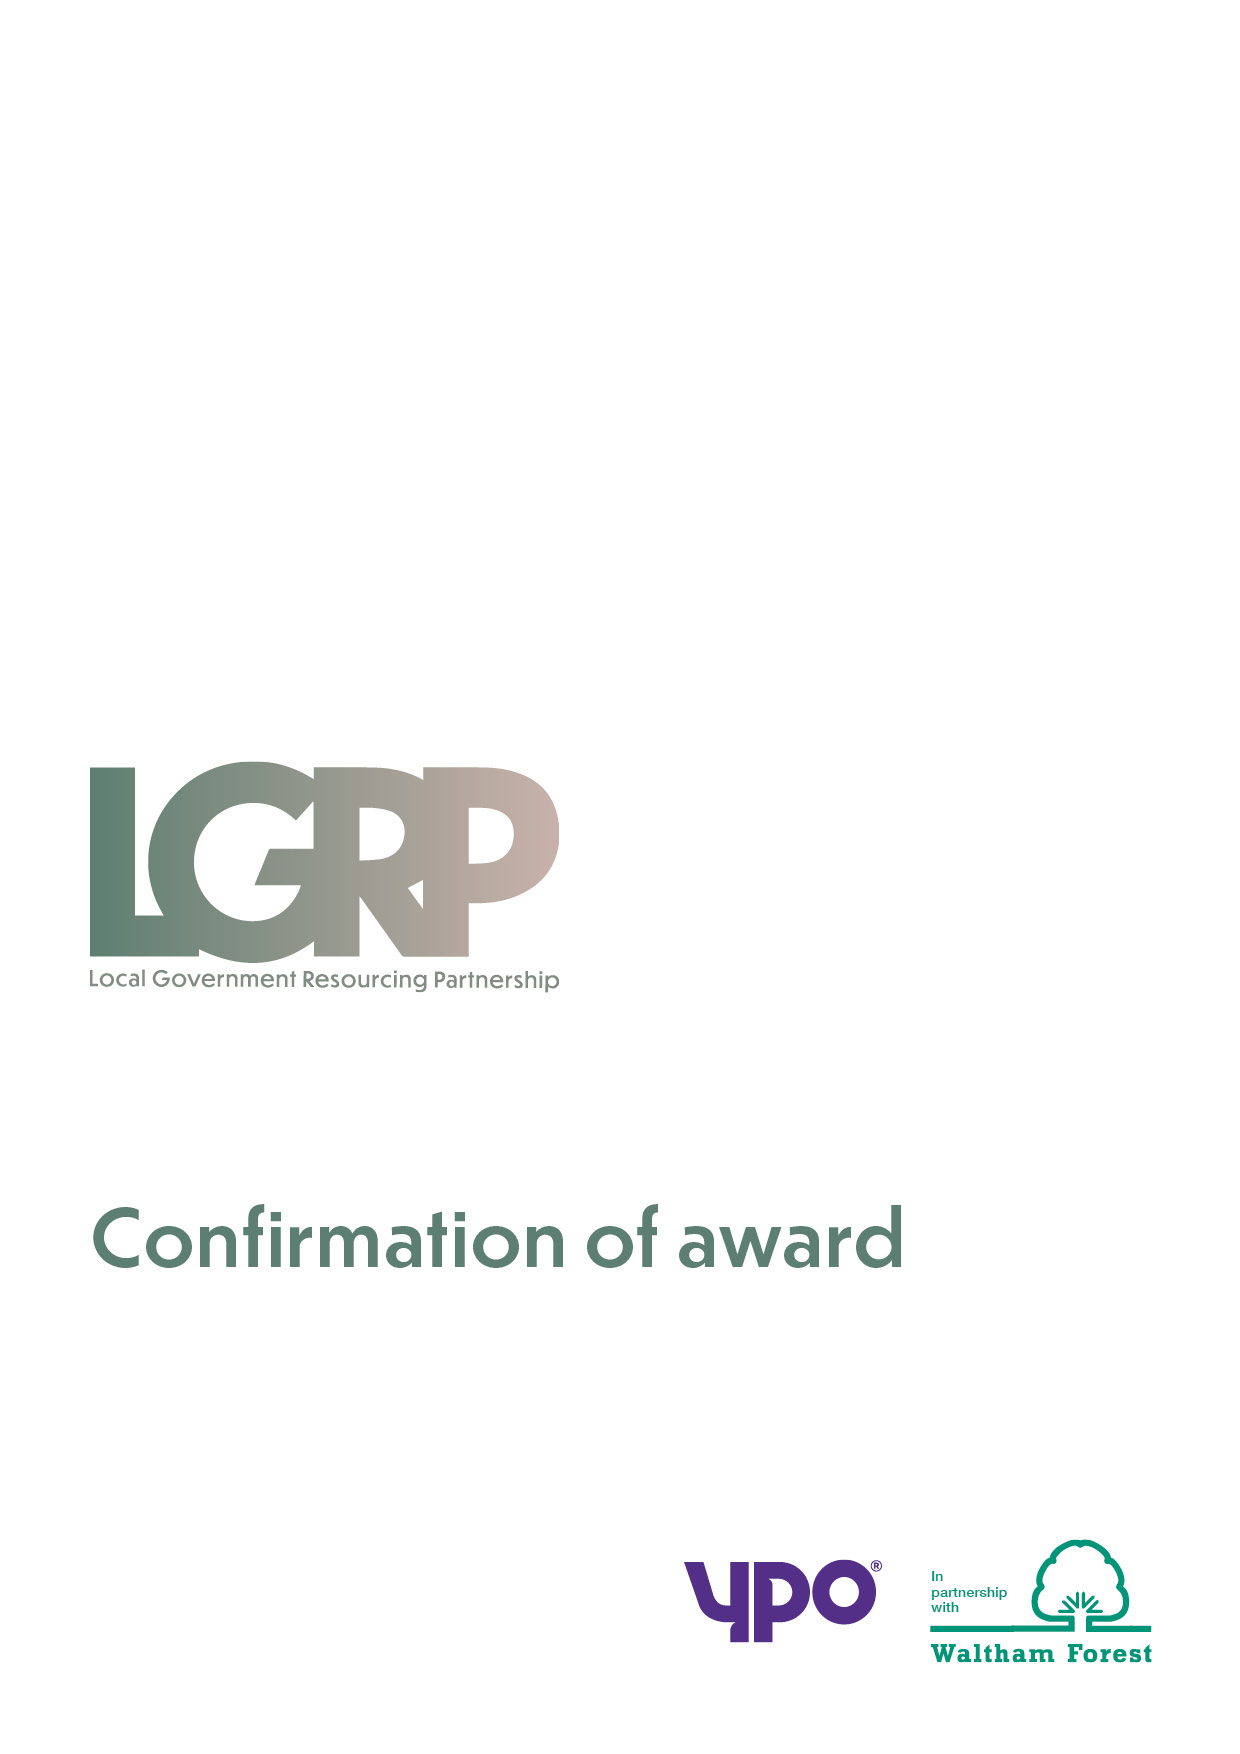 LGRP
Local Government Resourcing Partnership
Confirmation of award
ypo®
In
partnership
with
Waltham Forest